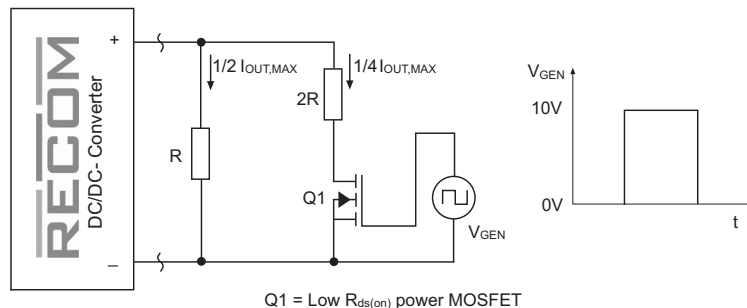 RECOM
DC/DC- Converter
+
–
1/2 IOUT,MAX
1/4 IOUT,MAX
R
2R
Q1
VGEN
VGEN
10V
0V
t
Q1 = Low Rds(on) power MOSFET